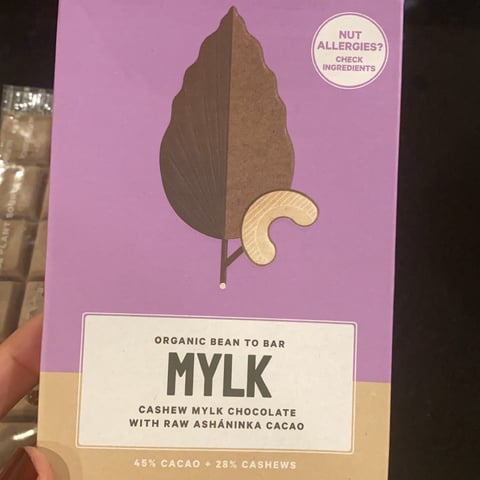 NUT
ALLERGIES?
CHECK
INGREDIENTS
ORGANIC BEAN TO BAR
MYLK
CASHEW MYLK CHOCOLATE
WITH RAW ASHÁNINKA CACAO
45% CACAO + 28% CASHEWS
PLANT